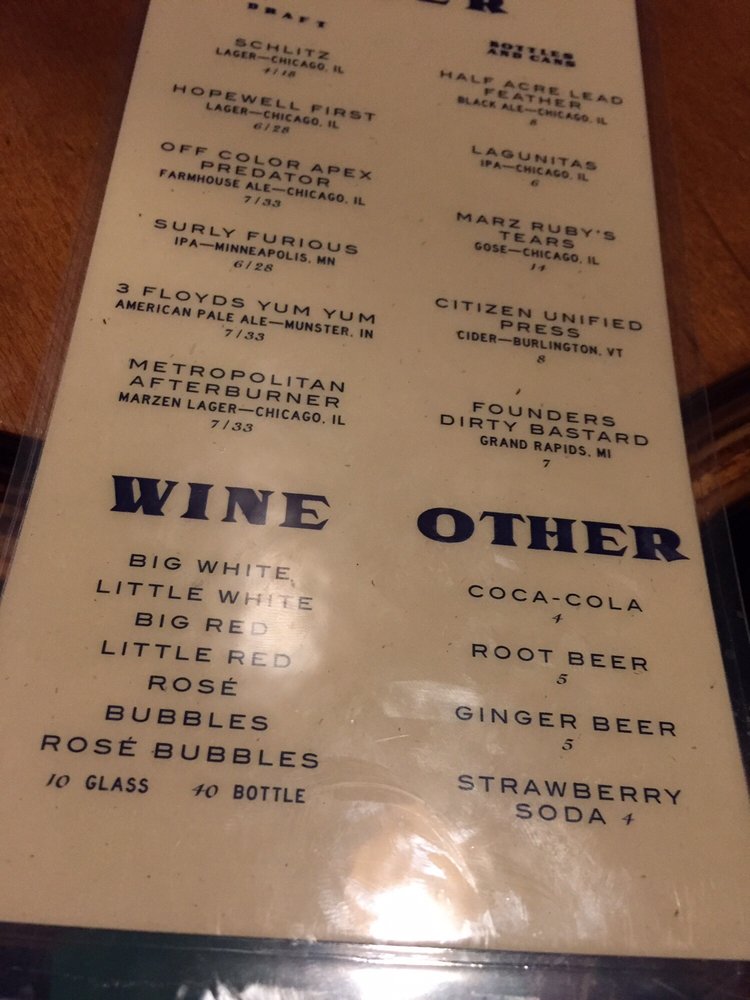 DRAFT
SCHLITZ
LAGER—CHICAGO, IL
4/18
HOPEWELL FIRST
LAGER—CHICAGO, IL
6/28
OFF COLOR APEX
PREDATOR
FARMHOUSE ALE—CHICAGO, IL
7/33
SURLY FURIOUS
IPA—MINNEAPOLIS, MN
6/28
3 FLOYDS YUM YUM
AMERICAN PALE ALE—MUNSTER, IN
7/33
METROPOLITAN
AFTERBURNER
MARZEN LAGER—CHICAGO, IL
7/33
BOTTLES
AND CANS
HALF ACRE LEAD
FEATHER
BLACK ALE—CHICAGO, IL
8
LAGUNITAS
IPA—CHICAGO, IL
6
MARZ RUBY'S
TEARS
GOSE—CHICAGO, IL
14
CITIZEN UNIFIED
PRESS
CIDER—BURLINGTON, VT
8
FOUNDERS
DIRTY BASTARD
GRAND RAPIDS, MI
7
WINE
BIG WHITE
LITTLE WHITE
BIG RED
LITTLE RED
ROSÉ
BUBBLES
ROSÉ BUBBLES
10 GLASS 40 BOTTLE
OTHER
COCA-COLA
4
ROOT BEER
5
GINGER BEER
5
STRAWBERRY
SODA 4